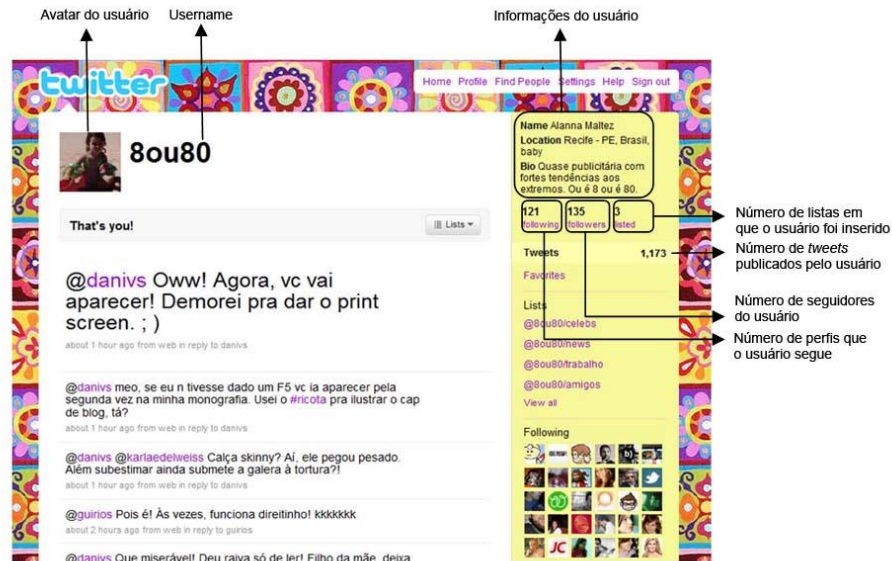 Avatar do usuário
Username
Informações do usuário
twitter
Home Profile Find People Settings Help Sign out
8ou80
Name Alanna Maltez
Location Recife - PE, Brasil,
baby
Bio Quase publicitária com
fortes tendências aos
extremos. Ou é 8 ou é 80.
121 135 3
following followers listed
Número de listas em
que o usuário foi inserido
That's you!
Lists
Tweets 1,173
Número de tweets
publicados pelo usuário
Favorites
Número de seguidores
do usuário
Número de perfis que
o usuário segue
@danivs Oww! Agora, vc vai
aparecer! Demorei pra dar o print
screen. ; )
about 1 hour ago from web in reply to danivs
Lists
@8ou80/celebs
@8ou80/news
@8ou80/trabalho
@8ou80/amigos
View all
@danivs meo, se eu n tivesse dado um F5 vc ia aparecer pela
segunda vez na minha monografia. Usei o #ricota pra ilustrar o cap
de blog, tá?
about 1 hour ago from web in reply to danivs
Following
@danivs @karlaedelweiss Calça skinny? Aí, ele pegou pesado.
Além subestimar ainda submete a galera à tortura?!
about 1 hour ago from web in reply to danivs
@guirios Pois é! Às vezes, funciona direitinho! kkkkkkk
about 2 hours ago from web in reply to guirios
JC
@danivs Que miserável! Deu raiva só de ler! Filho da mãe, deixa